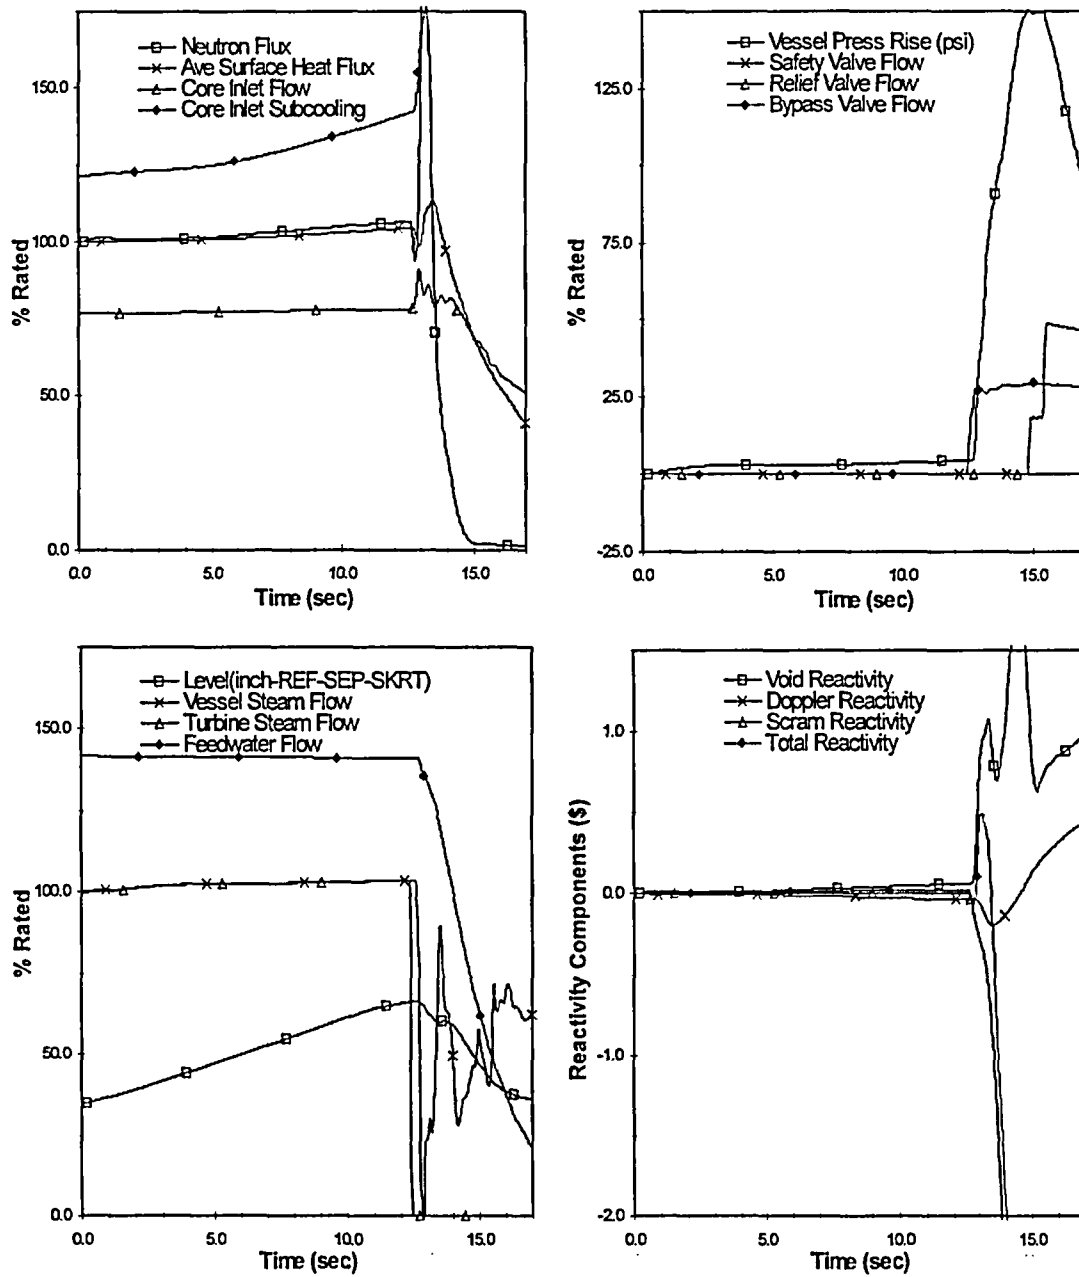 Neutron Flux
Ave Surface Heat Flux
Core Inlet Flow
Core Inlet Subcooling
150.0
100.0
50.0
0.0
% Rated
0.0 5.0 10.0 15.0
Time (sec)
Vessel Press Rise (psi)
Safety Valve Flow
Relief Valve Flow
Bypass Valve Flow
125.0
75.0
25.0
-25.0
% Rated
0.0 5.0 10.0 15.0
Time (sec)
Level(inch-REF-SEP-SKRT)
Vessel Steam Flow
Turbine Steam Flow
Feedwater Flow
150.0
100.0
50.0
0.0
% Rated
0.0 5.0 10.0 15.0
Time (sec)
Void Reactivity
Doppler Reactivity
Scram Reactivity
Total Reactivity
1.0
0.0
-1.0
-2.0
Reactivity Components ($)
0.0 5.0 10.0 15.0
Time (sec)